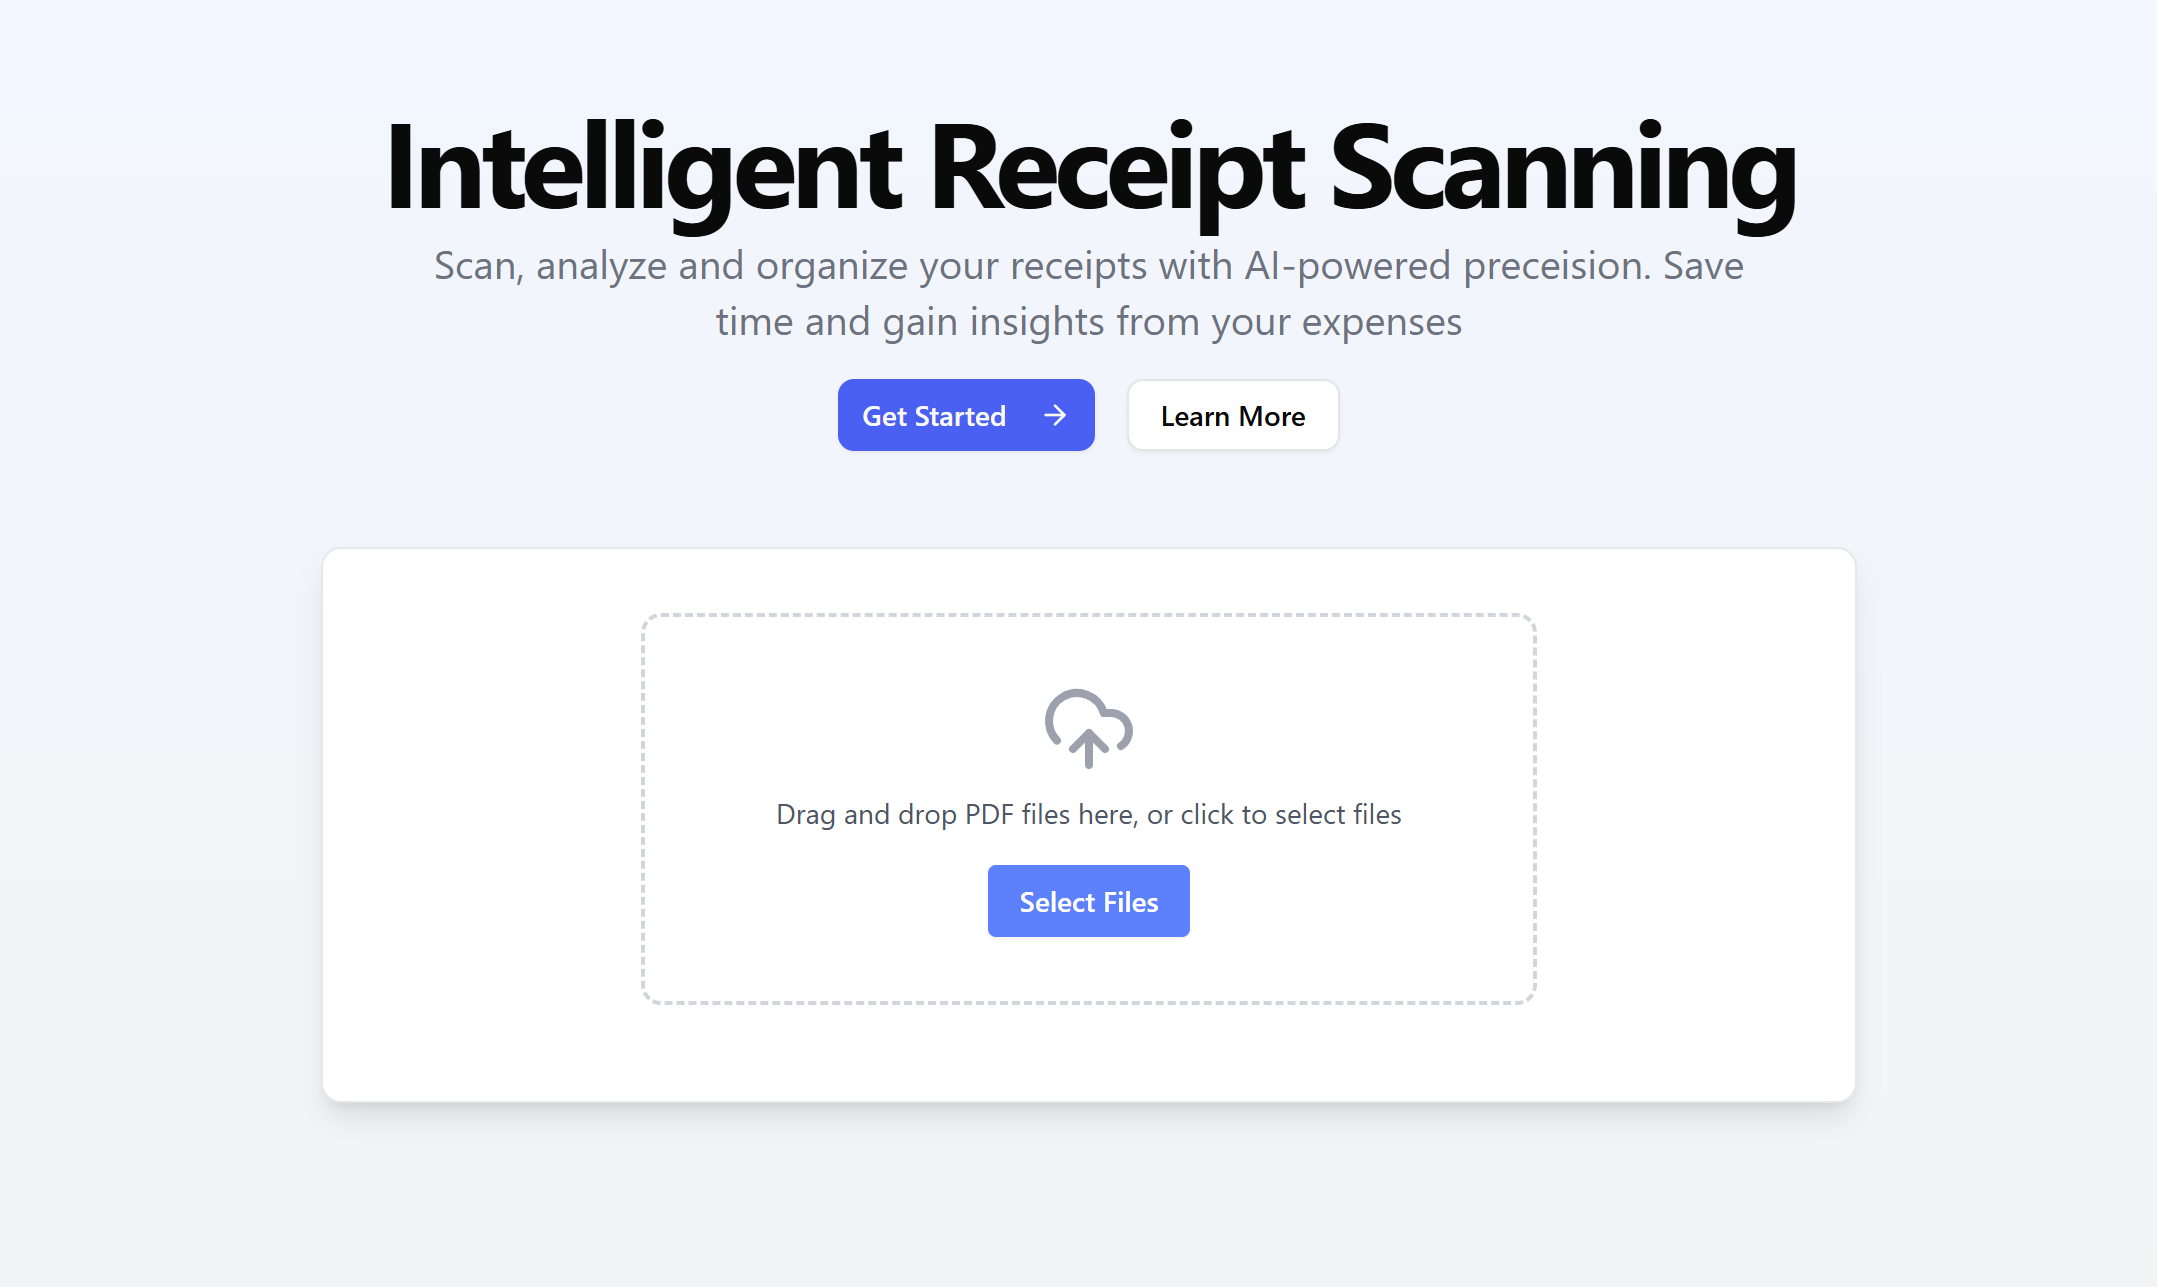 Intelligent Receipt Scanning
Scan, analyze and organize your receipts with AI-powered preceision. Save
time and gain insights from your expenses
Get Started
Learn More
Drag and drop PDF files here, or click to select files
Select Files